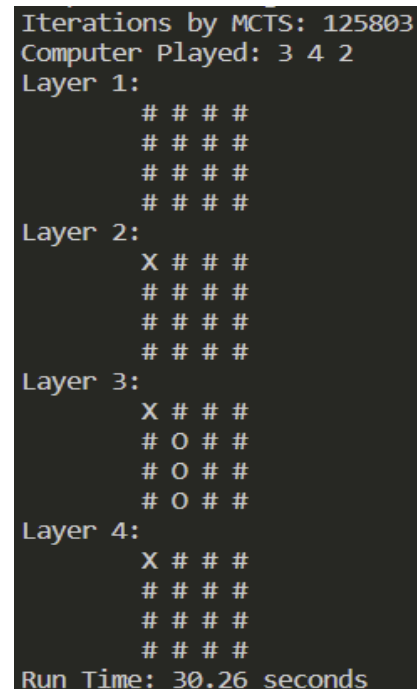 Iterations by MCTS: 125803
Computer Played: 3 4 2
Layer 1:
# # # #
# # # #
# # # #
# # # #
Layer 2:
X # # #
# # # #
# # # #
# # # #
Layer 3:
X # # #
# O # #
# O # #
# O # #
Layer 4:
X # # #
# # # #
# # # #
# # # #
Run Time: 30.26 seconds